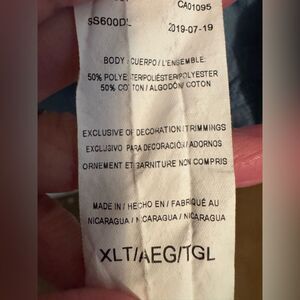 CA01095
SS600DL 2019-07-19
BODY / CUERPO / L'ENSEMBLE:
50% POLYESTER/POLIÉSTER/POLYESTER
50% COTTON / ALGODÓN / COTON
EXCLUSIVE OF DECORATION / TRIMMINGS
EXCLUSIVO PARA DECORACIÓN / ADORNOS
ORNEMENT ET GARNITURE NON COMPRIS
MADE IN / HECHO EN / FABRIQUÉ AU
NICARAGUA / NICARAGUA / NICARAGUA
XLT/AEG/TGL